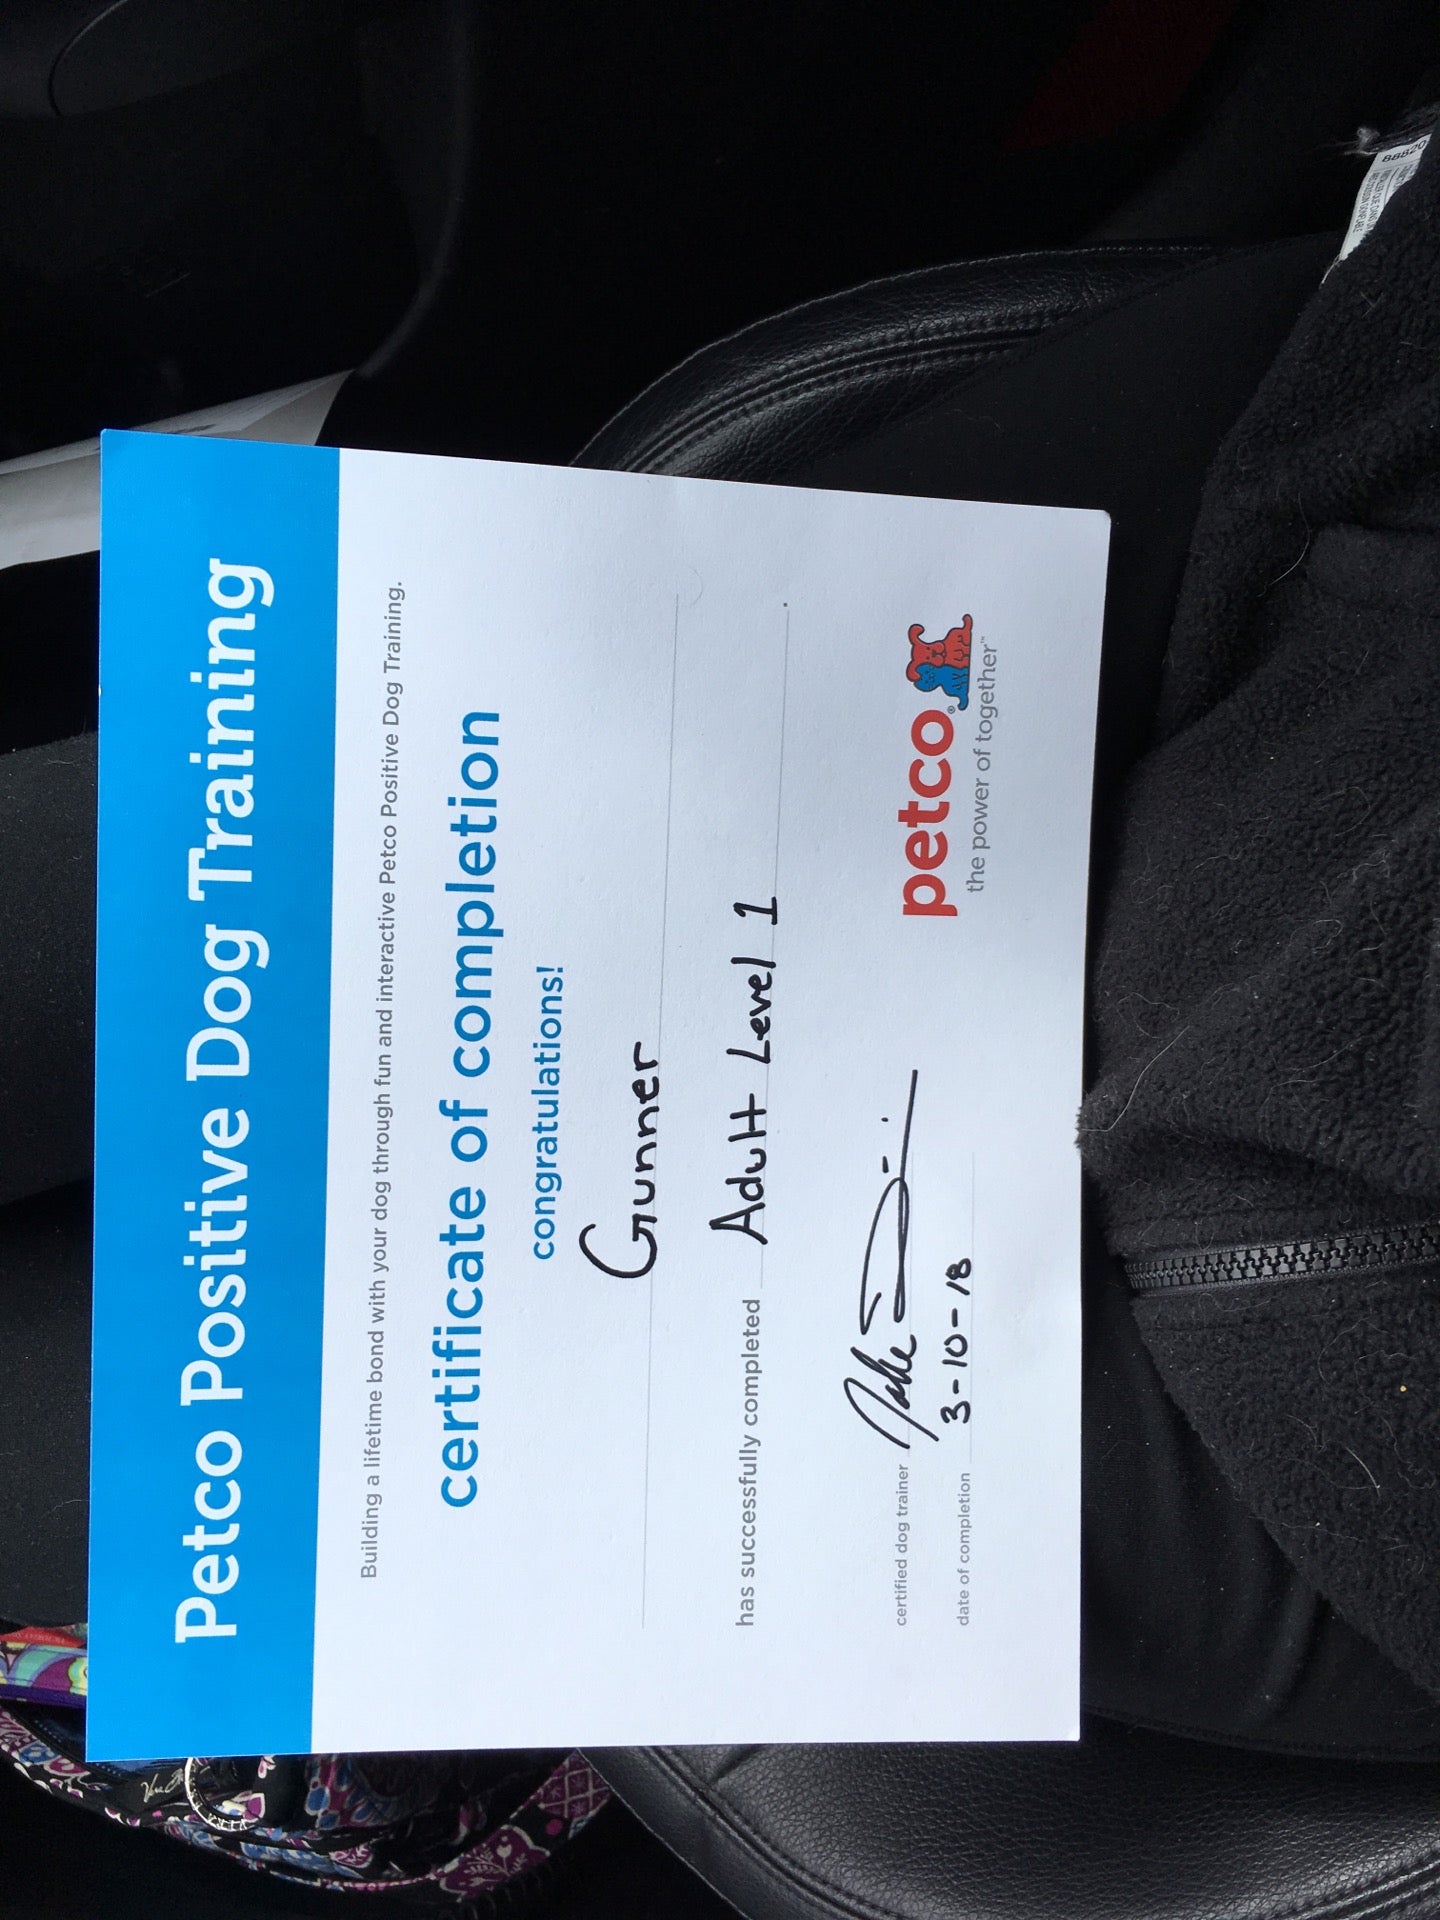 Petco Positive Dog Training
Building a lifetime bond with your dog through fun and interactive Petco Positive Dog Training.
certificate of completion
congratulations!
Gunner
has successfully completed Adult Level 1.
certified dog trainer
date of completion 3-10-18
petco®
the power of together™
88820